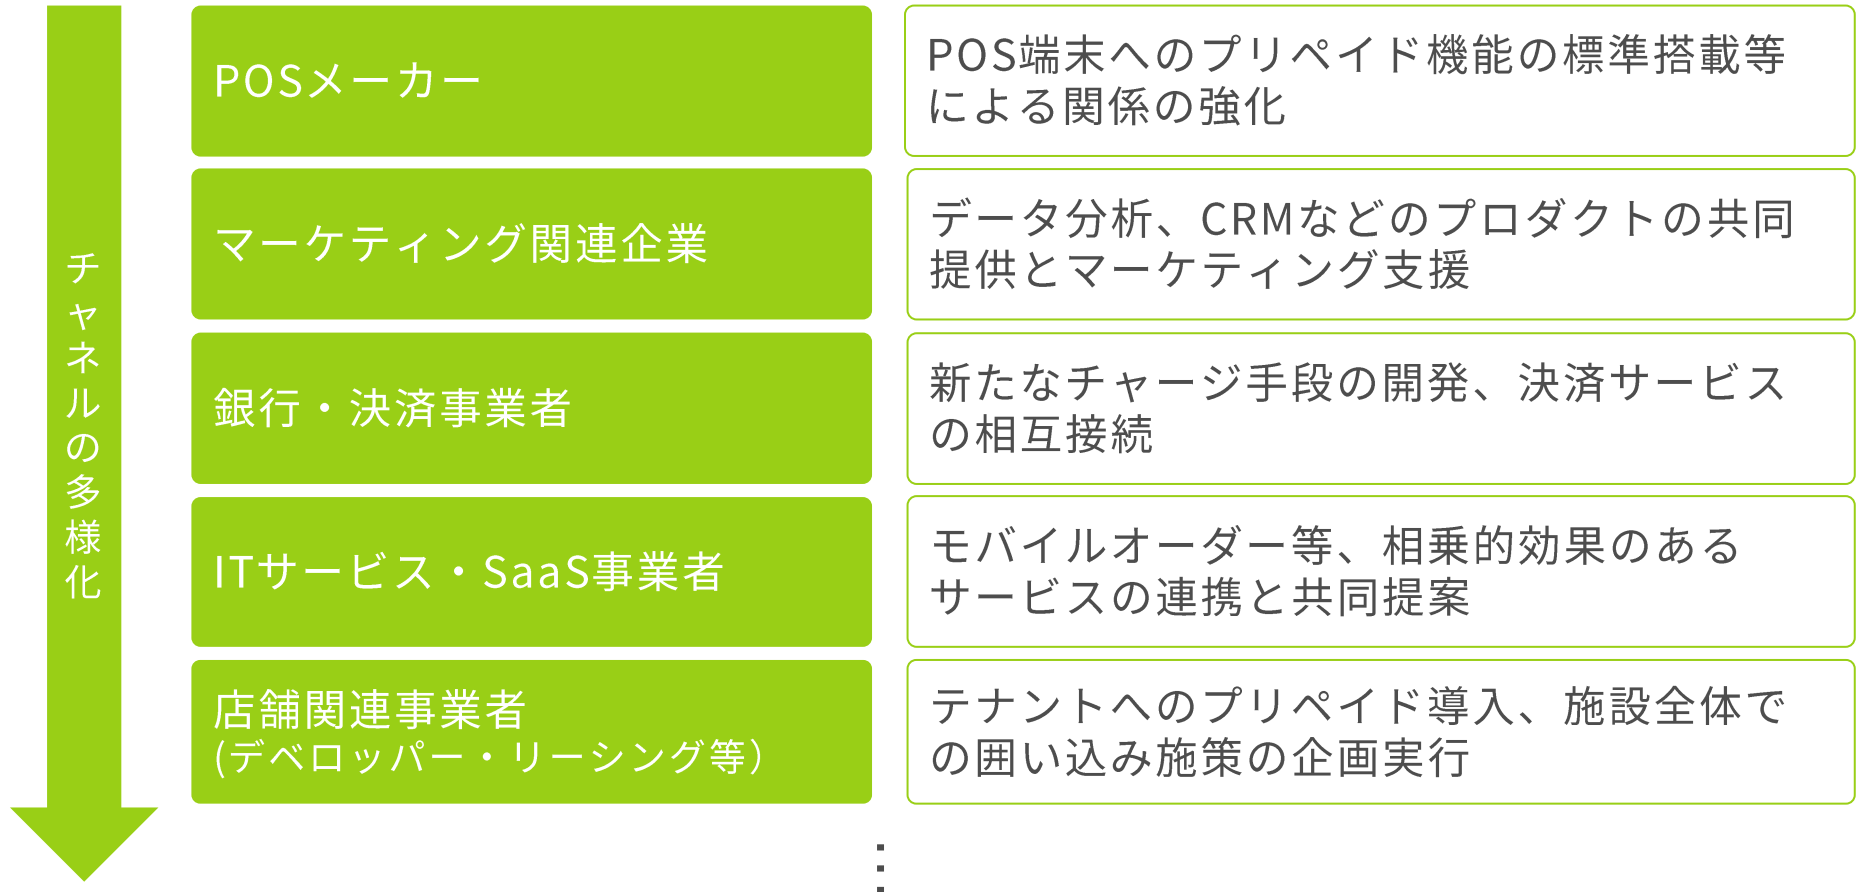 チャネルの多様化
POSメーカー
POS端末へのプリペイド機能の標準搭載等
による関係の強化
マーケティング関連企業
データ分析、CRMなどのプロダクトの共同
提供とマーケティング支援
銀行・決済事業者
新たなチャージ手段の開発、決済サービス
の相互接続
ITサービス・SaaS事業者
モバイルオーダー等、相乗的効果のある
サービスの連携と共同提案
店舗関連事業者
(デベロッパー・リーシング等）
テナントへのプリペイド導入、施設全体で
の囲い込み施策の企画実行